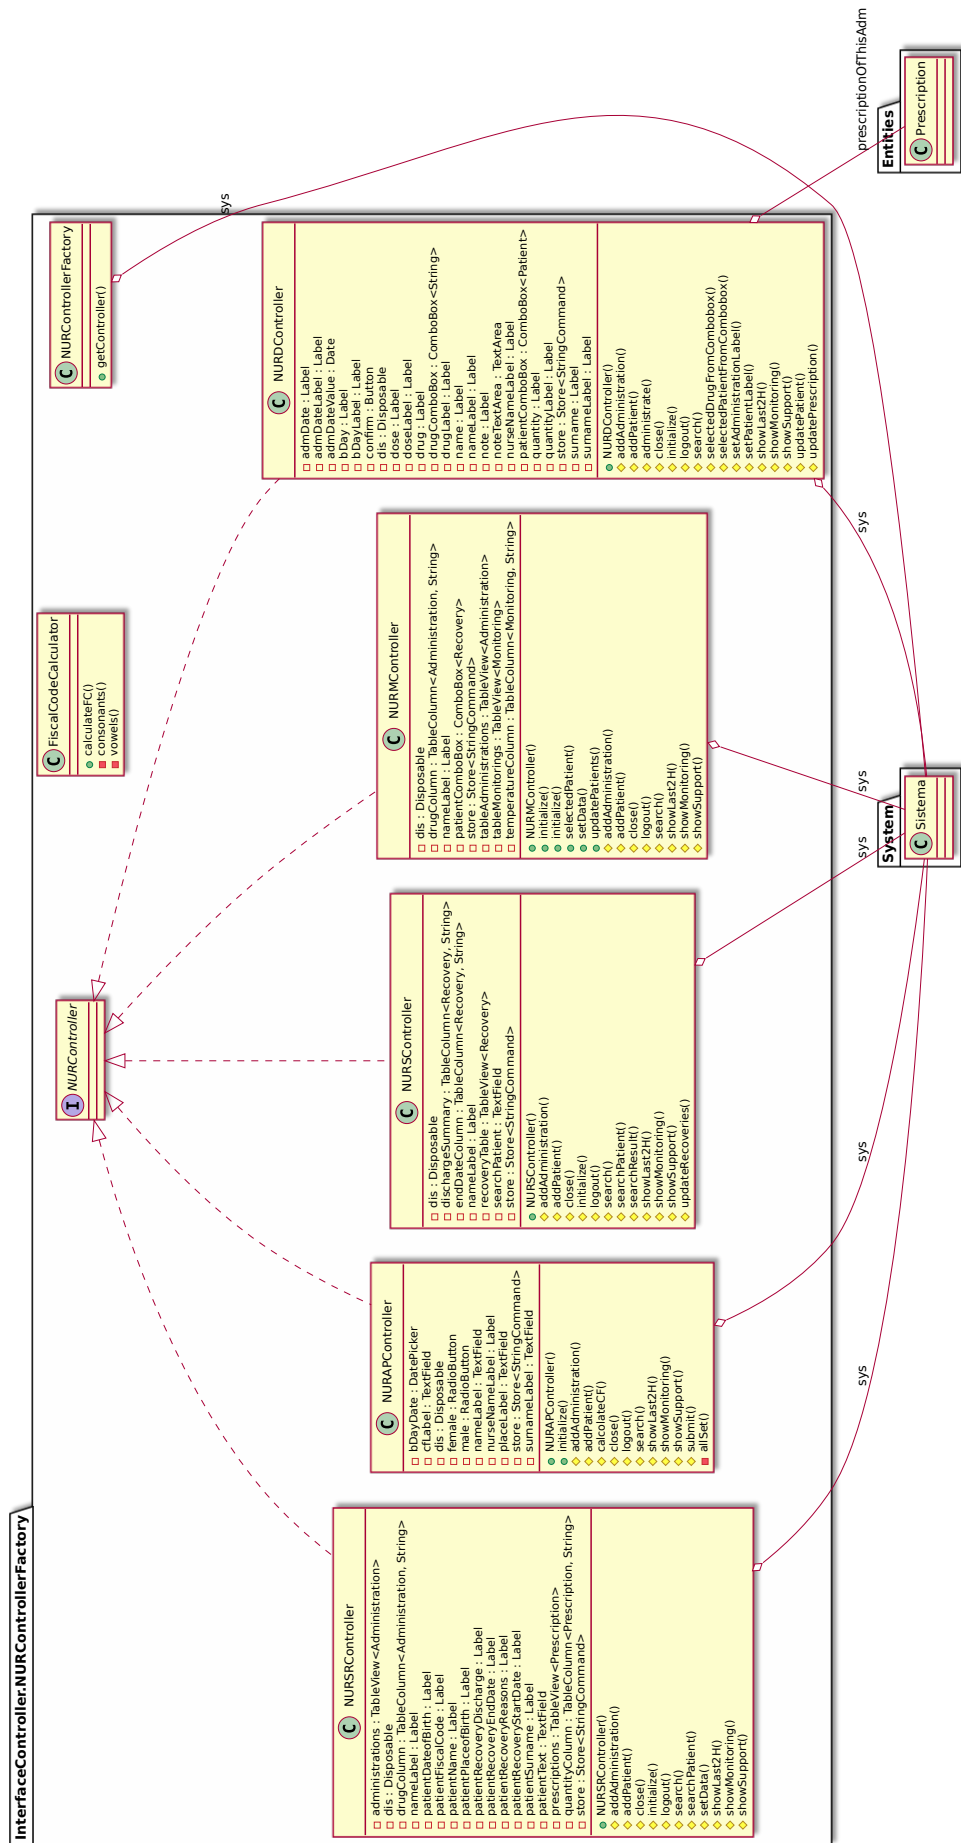 InterfaceController.NURControllerFactory
C NURSRController
administrations : TableView<Administration>
dis : Disposable
drugColumn : TableColumn<Administration, String>
nameLabel : Label
patientDateofBirth : Label
patientFiscalCode : Label
patientName : Label
patientPlaceofBirth : Label
patientRecoveryDischarge : Label
patientRecoveryEndDate : Label
patientRecoveryReasons : Label
patientRecoveryStartDate : Label
patientSurname : Label
patientText : TextField
prescriptions : TableView<Prescription>
quantityColumn : TableColumn<Prescription, String>
store : Store<StringCommand>
NURSRController()
addAdministration()
addPatient()
close()
initialize()
logout()
search()
searchPatient()
setData()
showLast2H()
showMonitoring()
showSupport()
C NURAPController
bDayDate : DatePicker
cfLabel : TextField
dis : Disposable
female : RadioButton
male : RadioButton
nameLabel : TextField
nurseNameLabel : Label
placeLabel : TextField
store : Store<StringCommand>
surnameLabel : TextField
NURAPController()
initialize()
addAdministration()
addPatient()
calcolateCF()
close()
logout()
search()
showLast2H()
showMonitoring()
showSupport()
submit()
allSet()
I NURController
C NURSController
dis : Disposable
dischargeSummary : TableColumn<Recovery, String>
endDateColumn : TableColumn<Recovery, String>
nameLabel : Label
recoveryTable : TableView<Recovery>
searchPatient : TextField
store : Store<StringCommand>
NURSController()
addAdministration()
addPatient()
close()
initialize()
logout()
search()
searchPatient()
searchResult()
showLast2H()
showMonitoring()
showSupport()
updateRecoveries()
C NURMController
dis : Disposable
drugColumn : TableColumn<Administration, String>
nameLabel : Label
patientComboBox : ComboBox<Recovery>
store : Store<StringCommand>
tableAdministrations : TableView<Administration>
tableMonitorings : TableView<Monitoring>
temperatureColumn : TableColumn<Monitoring, String>
NURMController()
initialize()
initialize()
selectedPatient()
setData()
updatePatients()
addAdministration()
addPatient()
close()
logout()
search()
showLast2H()
showMonitoring()
showSupport()
C FiscalCodeCalculator
calculateFC()
consonants()
vowels()
C NURControllerFactory
getController()
C NURDController
admDate : Label
admDateLabel : Label
admDateValue : Date
bDay : Label
bDayLabel : Label
confirm : Button
dis : Disposable
dose : Label
doseLabel : Label
drug : Label
drugComboBox : ComboBox<String>
drugLabel : Label
name : Label
nameLabel : Label
note : Label
noteTextArea : TextArea
nurseNameLabel : Label
patientComboBox : ComboBox<Patient>
quantity : Label
quantityLabel : Label
store : Store<StringCommand>
surname : Label
surnameLabel : Label
NURDController()
addAdministration()
addPatient()
administrate()
close()
initialize()
logout()
search()
selectedDrugFromCombobox()
selectedPatientFromCombobox()
setAdministrationLabel()
setPatientLabel()
showLast2H()
showMonitoring()
showSupport()
updatePatient()
updatePrescription()
sys
sys
sys
sys
sys
sys
prescriptionOfThisAdm
System
C Sistema
Entities
C Prescription